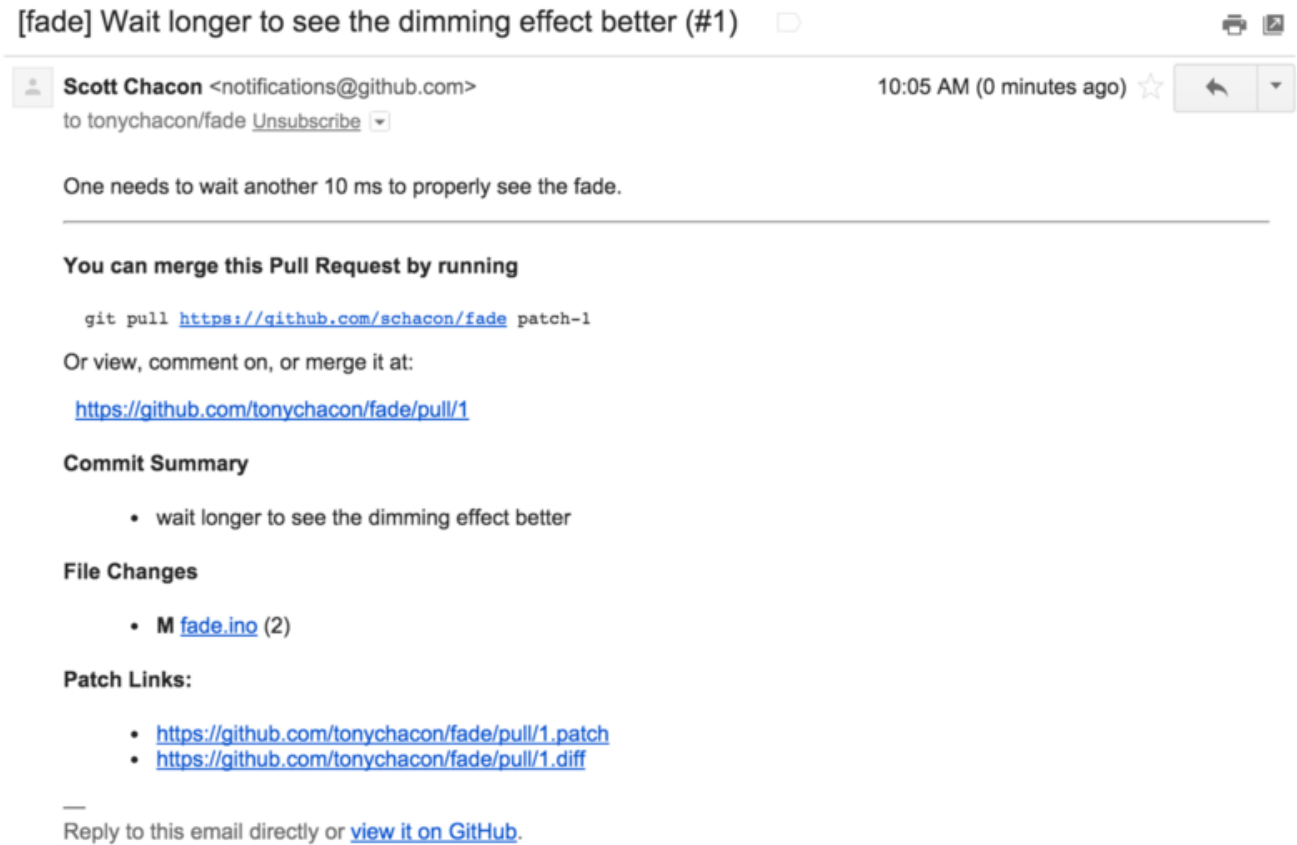 [fade] Wait longer to see the dimming effect better (#1)
Scott Chacon <notifications@github.com>
10:05 AM (0 minutes ago)
to tonychacon/fade Unsubscribe
One needs to wait another 10 ms to properly see the fade.
You can merge this Pull Request by running
git pull https://github.com/schacon/fade patch-1
Or view, comment on, or merge it at:
https://github.com/tonychacon/fade/pull/1
Commit Summary
• wait longer to see the dimming effect better
File Changes
• M fade.ino (2)
Patch Links:
• https://github.com/tonychacon/fade/pull/1.patch
• https://github.com/tonychacon/fade/pull/1.diff
—
Reply to this email directly or view it on GitHub.